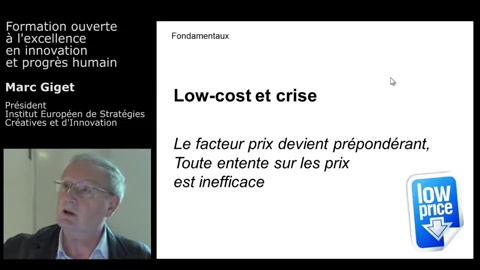 Formation ouverte
à l'excellence
en innovation
et progrès humain
Marc Giget
Président
Institut Européen de Stratégies
Créatives et d'Innovation
Fondamentaux
Low-cost et crise
Le facteur prix devient prépondérant,
Toute entente sur les prix
est inefficace
low
price